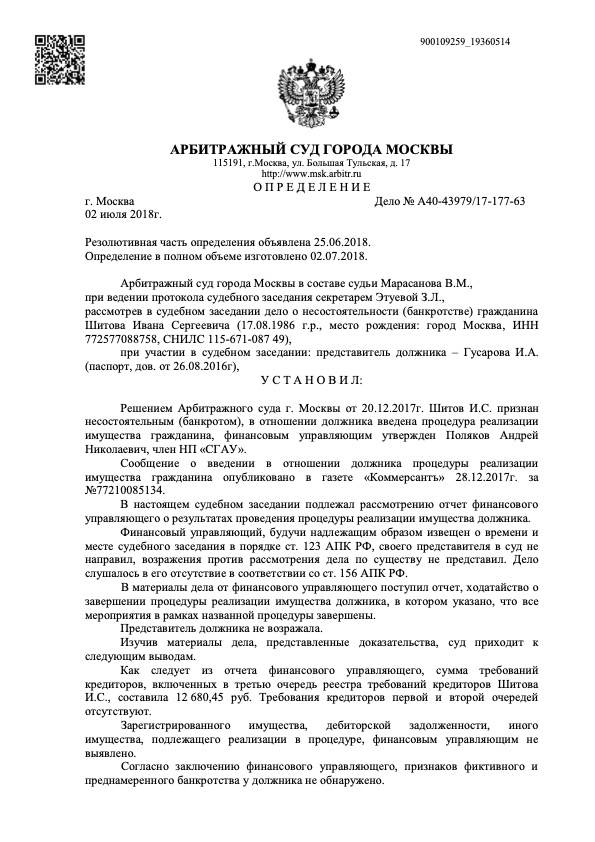 900109259_19360514
АРБИТРАЖНЫЙ СУД ГОРОДА МОСКВЫ
115191, г.Москва, ул. Большая Тульская, д. 17
http://www.msk.arbitr.ru
О П Р Е Д Е Л Е Н И Е
г. Москва Дело № А40-43979/17-177-63
02 июля 2018г.
Резолютивная часть определения объявлена 25.06.2018.
Определение в полном объеме изготовлено 02.07.2018.
Арбитражный суд города Москвы в составе судьи Марасанова В.М.,
при ведении протокола судебного заседания секретарем Этуевой З.Л.,
рассмотрев в судебном заседании дело о несостоятельности (банкротстве) гражданина
Шитова Ивана Сергеевича (17.08.1986 г.р., место рождения: город Москва, ИНН
772577088758, СНИЛС 115-671-087 49),
при участии в судебном заседании: представитель должника – Гусарова И.А.
(паспорт, дов. от 26.08.2016г),
У С Т А Н О В И Л:
Решением Арбитражного суда г. Москвы от 20.12.2017г. Шитов И.С. признан
несостоятельным (банкротом), в отношении должника введена процедура реализации
имущества гражданина, финансовым управляющим утвержден Поляков Андрей
Николаевич, член НП «СГАУ».
Сообщение о введении в отношении должника процедуры реализации
имущества гражданина опубликовано в газете «Коммерсантъ» 28.12.2017г. за
№77210085134.
В настоящем судебном заседании подлежал рассмотрению отчет финансового
управляющего о результатах проведения процедуры реализации имущества должника.
Финансовый управляющий, будучи надлежащим образом извещен о времени и
месте судебного заседания в порядке ст. 123 АПК РФ, своего представителя в суд не
направил, возражения против рассмотрения дела по существу не представил. Дело
слушалось в его отсутствие в соответствии со ст. 156 АПК РФ.
В материалы дела от финансового управляющего поступил отчет, ходатайство о
завершении процедуры реализации имущества должника, в котором указано, что все
мероприятия в рамках названной процедуры завершены.
Представитель должника не возражала.
Изучив материалы дела, представленные доказательства, суд приходит к
следующим выводам.
Как следует из отчета финансового управляющего, сумма требований
кредиторов, включенных в третью очередь реестра требований кредиторов Шитова
И.С., составила 12 680,45 руб. Требования кредиторов первой и второй очередей
отсутствуют.
Зарегистрированного имущества, дебиторской задолженности, иного
имущества, подлежащего реализации в процедуре, финансовым управляющим не
выявлено.
Согласно заключению финансового управляющего, признаков фиктивного и
преднамеренного банкротства у должника не обнаружено.